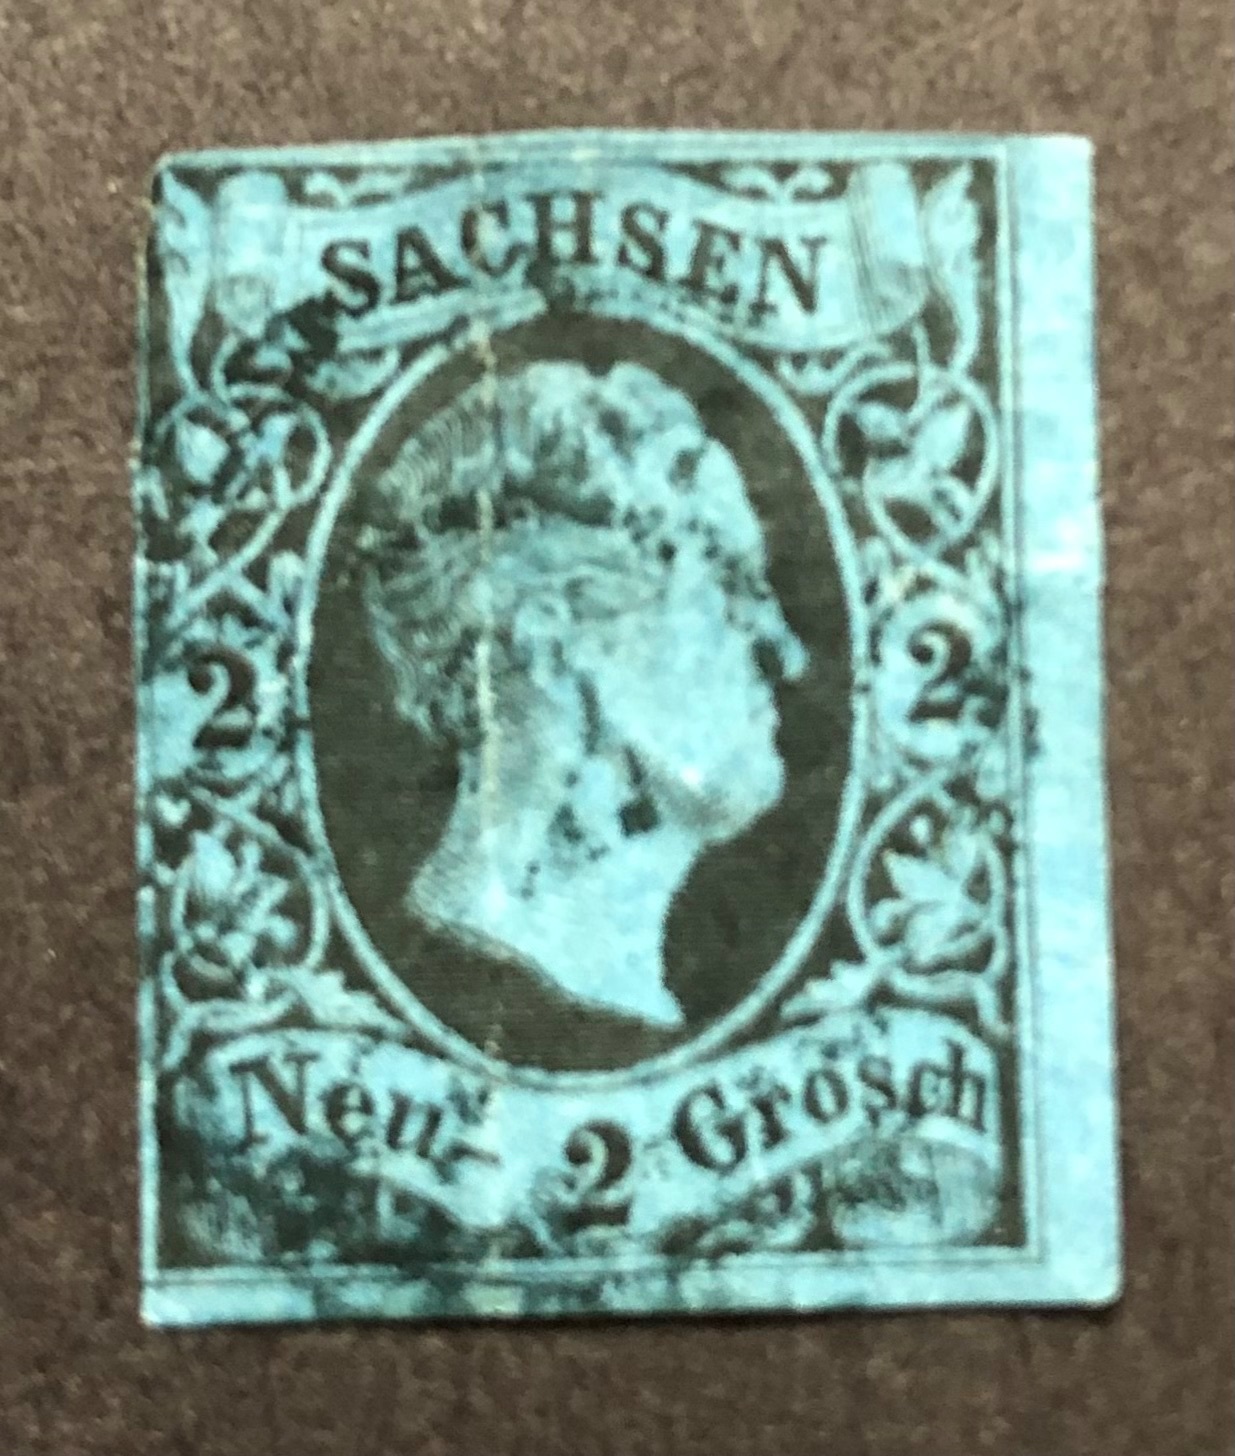 SACHSEN
2 2
Neu- 2 Grosch